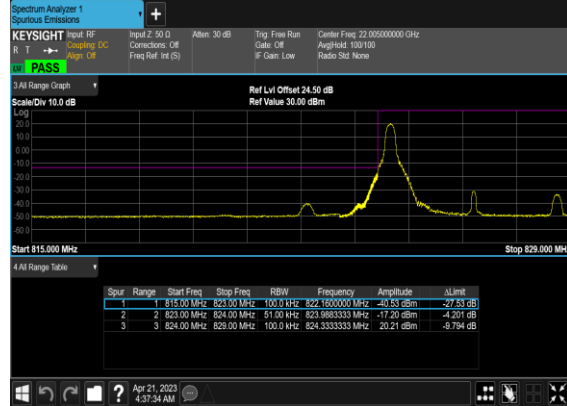 Spectrum Analyzer 1
Spurious Emissions
KEYSIGHT Input: RF Input Z: 50 Ω Atten: 30 dB Trig: Free Run Center Freq: 22.005000000 GHz
R T Coupling: DC Corrections: Off Gate: Off Avg|Hold: 100/100
Align: Off Freq Ref: Int (S) IF Gain: Low Radio Std: None
PASS
3 All Range Graph
Ref Lvl Offset 24.50 dB
Scale/Div 10.0 dB Ref Value 30.00 dBm
Log
20.0
10.0
0.00
-10.0
-20.0
-30.0
-40.0
-50.0
-60.0
Start 815.000 MHz Stop 829.000 MH
4 All Range Table
Spur Range Start Freq Stop Freq RBW Frequency Amplitude ΔLimit
1 1 815.00 MHz 823.00 MHz 100.0 kHz 822.1600000 MHz -40.53 dBm -27.53 dB
2 2 823.00 MHz 824.00 MHz 51.00 kHz 823.9883333 MHz -17.20 dBm -4.201 dB
3 3 824.00 MHz 829.00 MHz 100.0 kHz 824.3333333 MHz 20.21 dBm -9.794 dB
? Apr 21, 2023
4:37:34 AM